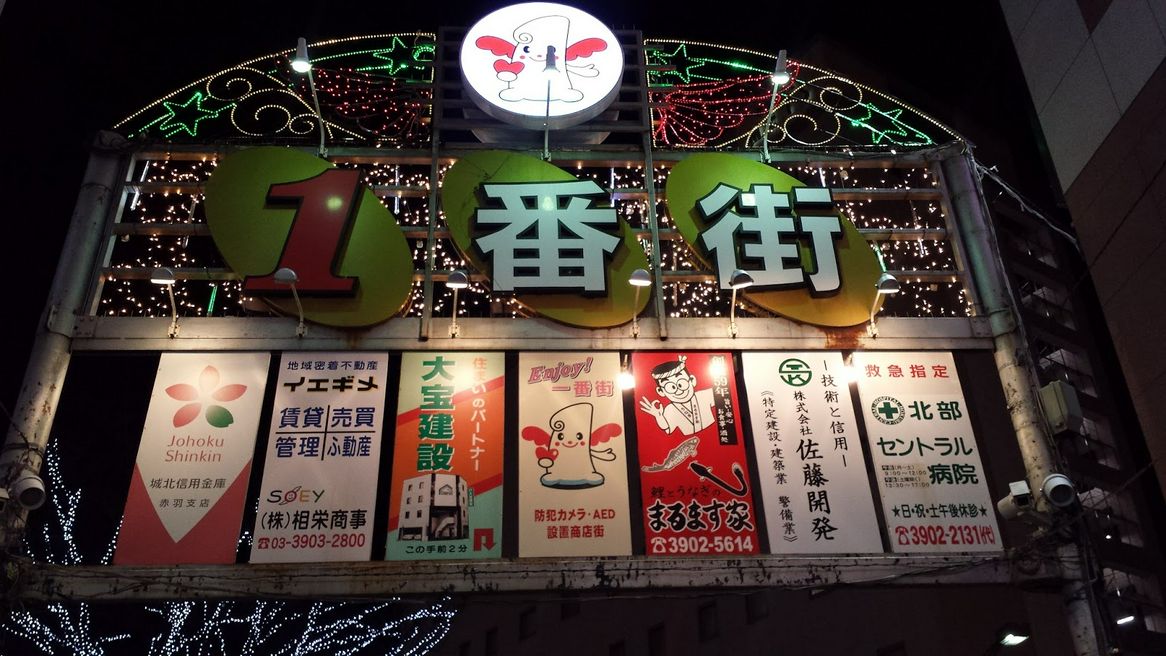 1番街
Johoku
Shinkin
城北信用金庫
赤羽支店
地域密着不動産
イエギメ
賃貸 売買
管理 ふ動産
SOEY
(株)相栄商事
☎03-3903-2800
住まいのパートナー
大宝建設
この手前2分
Enjoy!
一番街
防犯カメラ・AED
設置商店街
鯉とうなぎの
まるます家
☎3902-5614
―技術と信用―
株式会社 佐藤開発
《特定建設・建築業 警備業》
救急指定
北部
セントラル
病院
★日・祝・土午後休診★
☎3902-2131(代)